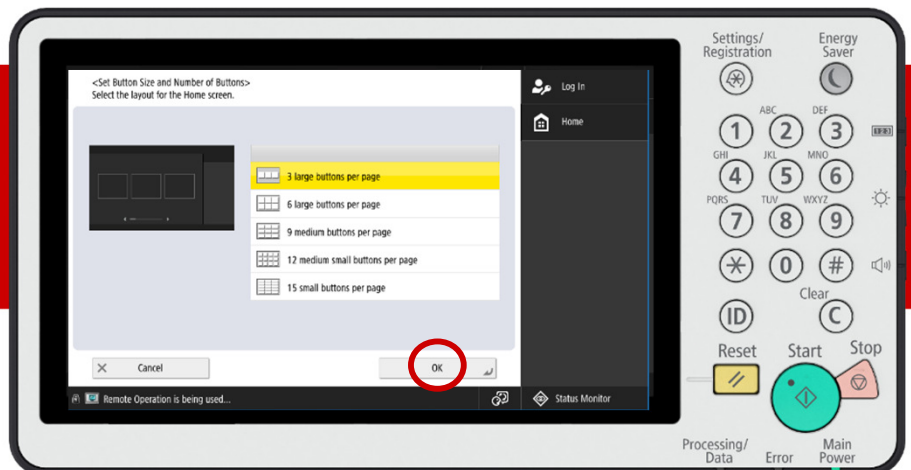 <Set Button Size and Number of Buttons>
Select the layout for the Home screen.
3 large buttons per page
6 large buttons per page
9 medium buttons per page
12 medium small buttons per page
15 small buttons per page
Cancel
OK
Remote Operation is being used...
Log In
Home
Status Monitor
Settings/
Registration
Energy
Saver
ABC DEF
1 2 3
GHI JKL MNO
4 5 6
PQRS TUV WXYZ
7 8 9
* 0 #
Clear
ID C
Reset Start Stop
Processing/
Data
Error
Main
Power